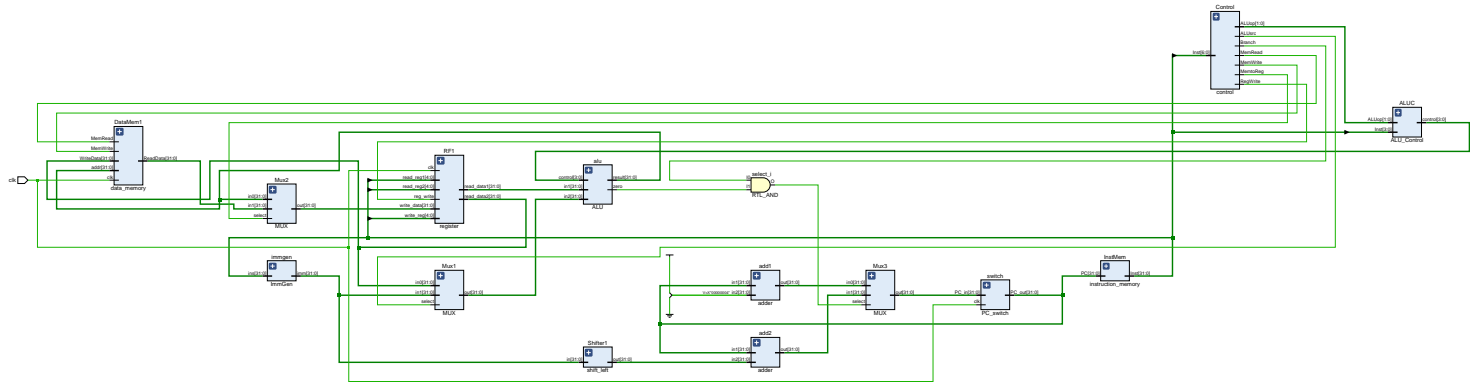 Control
ALUop[1:0]
ALUsrc
Branch
MemRead
MemWrite
MemtoReg
RegWrite
Inst[6:0]
control
ALUC
ALUop[1:0]
Inst[3:0]
control[3:0]
ALU_Control
clk
DataMem1
MemRead
MemWrite
WriteData[31:0]
addr[31:0]
clk
ReadData[31:0]
data_memory
Mux2
in0[31:0]
in1[31:0]
select
out[31:0]
MUX
RF1
clk
read_reg1[4:0]
read_reg2[4:0]
reg_write
write_data[31:0]
write_reg[4:0]
read_data1[31:0]
read_data2[31:0]
register
alu
control[3:0]
in1[31:0]
in2[31:0]
result[31:0]
zero
ALU
select_i
I0
I1
O
RTL_AND
immgen
ins[31:0]
imm[31:0]
ImmGen
Mux1
in0[31:0]
in1[31:0]
select
out[31:0]
MUX
add1
in1[31:0]
in2[31:0]
out[31:0]
adder
Mux3
in0[31:0]
in1[31:0]
select
out[31:0]
MUX
switch
PC_in[31:0]
clk
PC_out[31:0]
PC_switch
InstMem
PC[31:0]
Inst[31:0]
instruction_memory
Shifter1
in[31:0]
out[31:0]
shift_left
add2
in1[31:0]
in2[31:0]
out[31:0]
adder